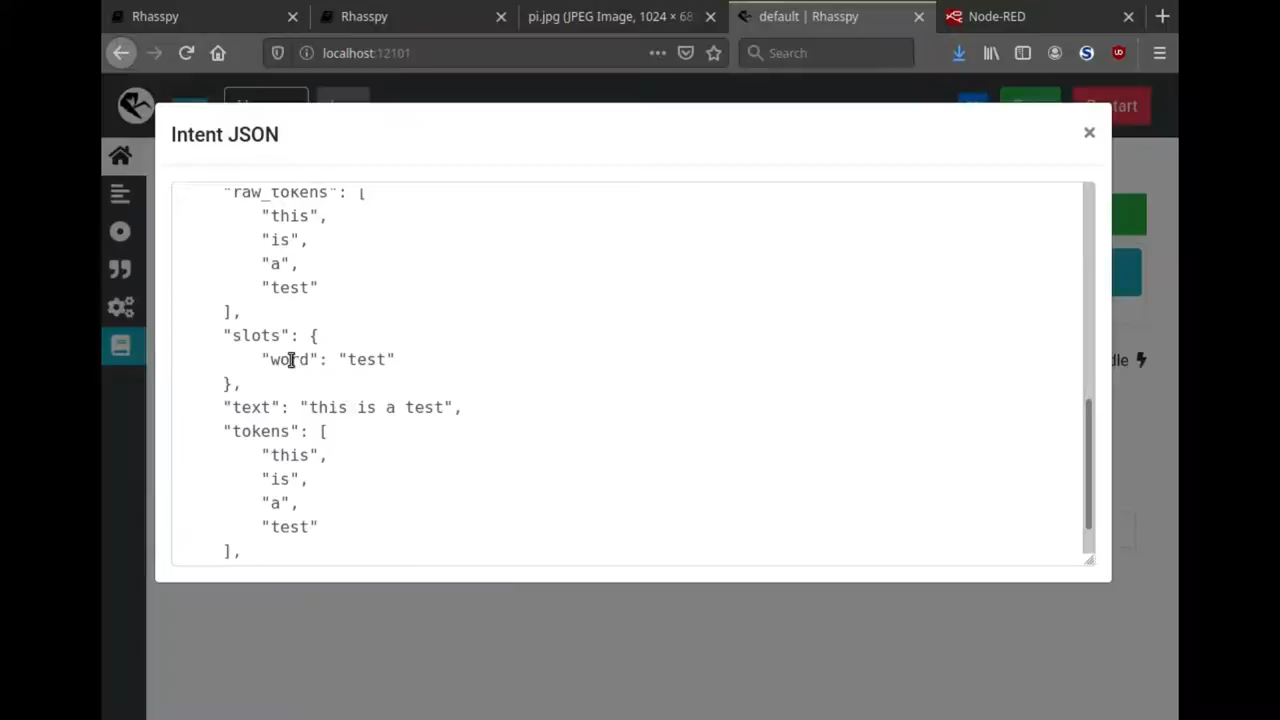 Rhasspy
Rhasspy
pi.jpg (JPEG Image, 1024 × 68
default | Rhasspy
Node-RED
localhost:12101
Search
Intent JSON
"raw_tokens": [
"this",
"is",
"a",
"test"
],
"slots": {
"word": "test"
},
"text": "this is a test",
"tokens": [
"this",
"is",
"a",
"test"
],